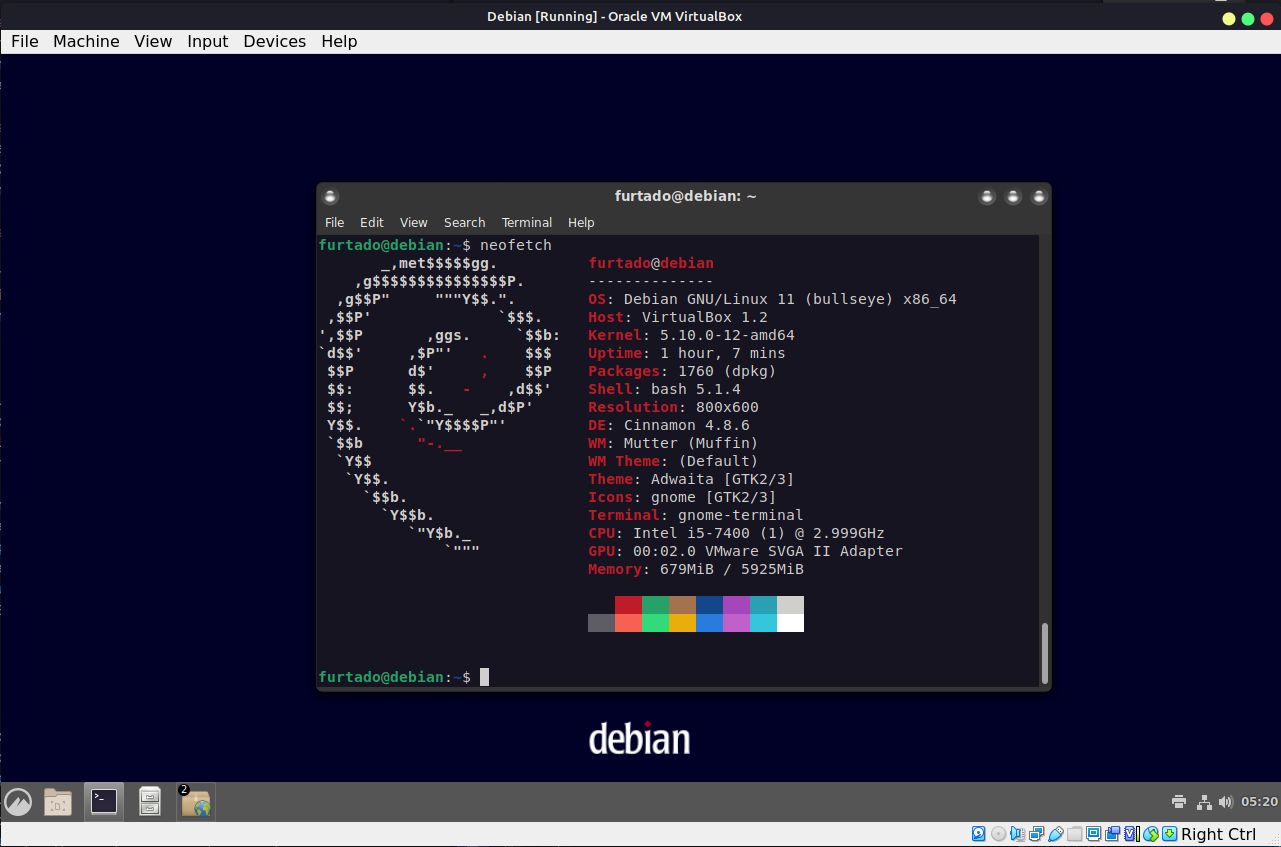 Debian [Running] - Oracle VM VirtualBox
File Machine View Input Devices Help
furtado@debian: ~
File Edit View Search Terminal Help
furtado@debian:~$ neofetch
       _,met$$$$$gg.          furtado@debian
    ,g$$$$$$$$$$$$$$$P.       --------------
  ,g$$P"     """Y$$.".        OS: Debian GNU/Linux 11 (bullseye) x86_64
 ,$$P'              `$$$.     Host: VirtualBox 1.2
',$$P       ,ggs.     `$$b:   Kernel: 5.10.0-12-amd64
`d$$'     ,$P"'   .    $$$    Uptime: 1 hour, 7 mins
 $$P      d$'     ,    $$P    Packages: 1760 (dpkg)
 $$:      $$.   -    ,d$$'    Shell: bash 5.1.4
 $$;      Y$b._   _,d$P'      Resolution: 800x600
 Y$$.    `.`"Y$$$$P"'         DE: Cinnamon 4.8.6
 `$$b      "-.__              WM: Mutter (Muffin)
  `Y$$                        WM Theme: (Default)
   `Y$$.                      Theme: Adwaita [GTK2/3]
     `$$b.                    Icons: gnome [GTK2/3]
       `Y$$b.                 Terminal: gnome-terminal
          `"Y$b._             CPU: Intel i5-7400 (1) @ 2.999GHz
              `"""            GPU: 00:02.0 VMware SVGA II Adapter
                              Memory: 679MiB / 5925MiB
furtado@debian:~$
debian
2
05:20
Right Ctrl